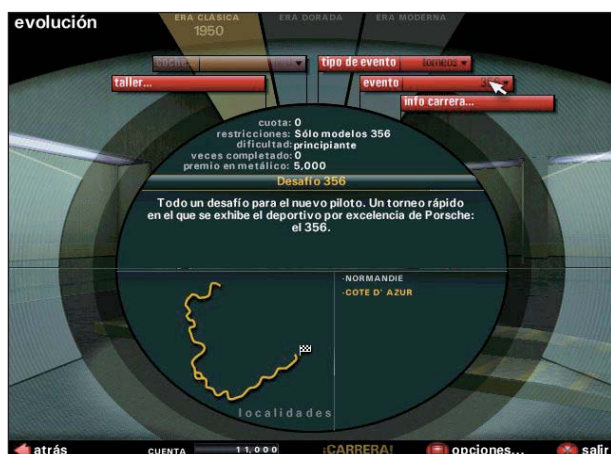 evolución
ERA CLÁSICA
1950
ERA DORADA
ERA MODERNA
coche
tipo de evento
torneos
taller...
evento
356
info carrera...
cuota: 0
restricciones: Sólo modelos 356
dificultad: principiante
veces completado: 0
premio en metálico: 5,000
Desafío 356
Todo un desafío para el nuevo piloto. Un torneo rápido
en el que se exhibe el deportivo por excelencia de Porsche:
el 356.
-NORMANDIE
-COTE D' AZUR
localidades
atrás
CUENTA
11,000
¡CARRERA!
opciones...
salir